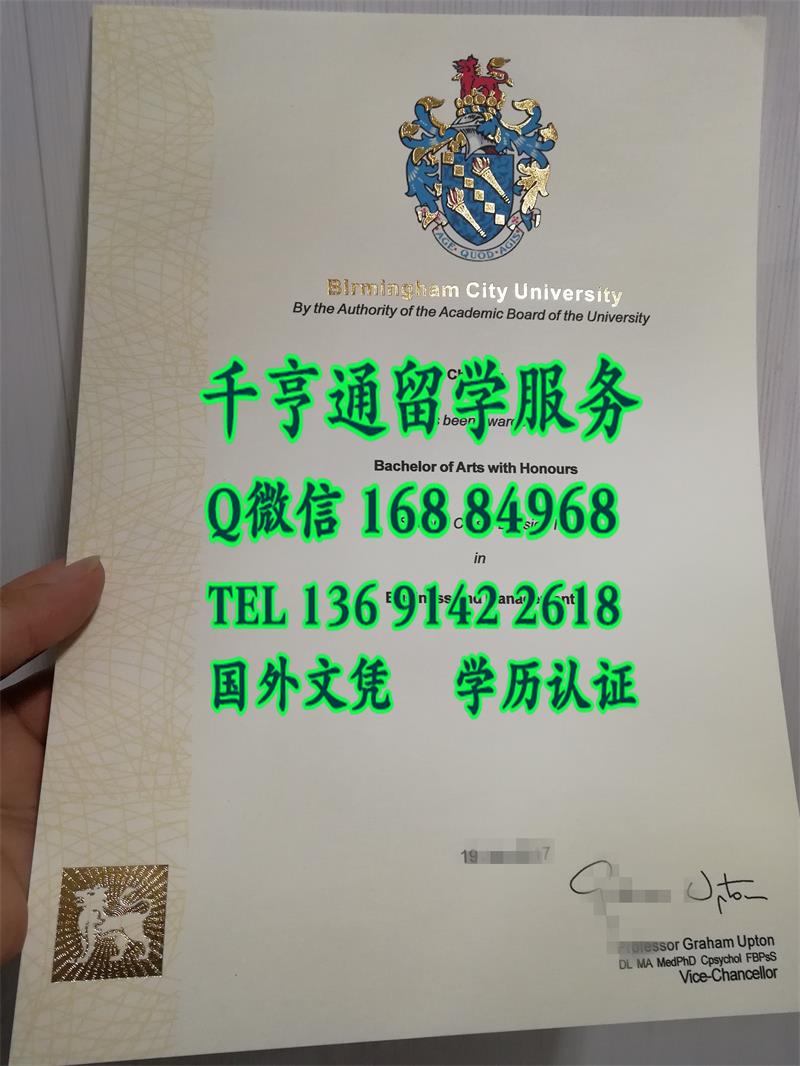 AGE · QUOD · AGIS
Birmingham City University
By the Authority of the Academic Board of the University
千亨通留学服务
been
Bachelor of Arts with Honours
Q微信 168 84968
in
TEL 136 9142 2618
国外文凭 学历认证
Professor Graham Upton
DL MA MedPhD Cpsychol FBPsS
Vice-Chancellor